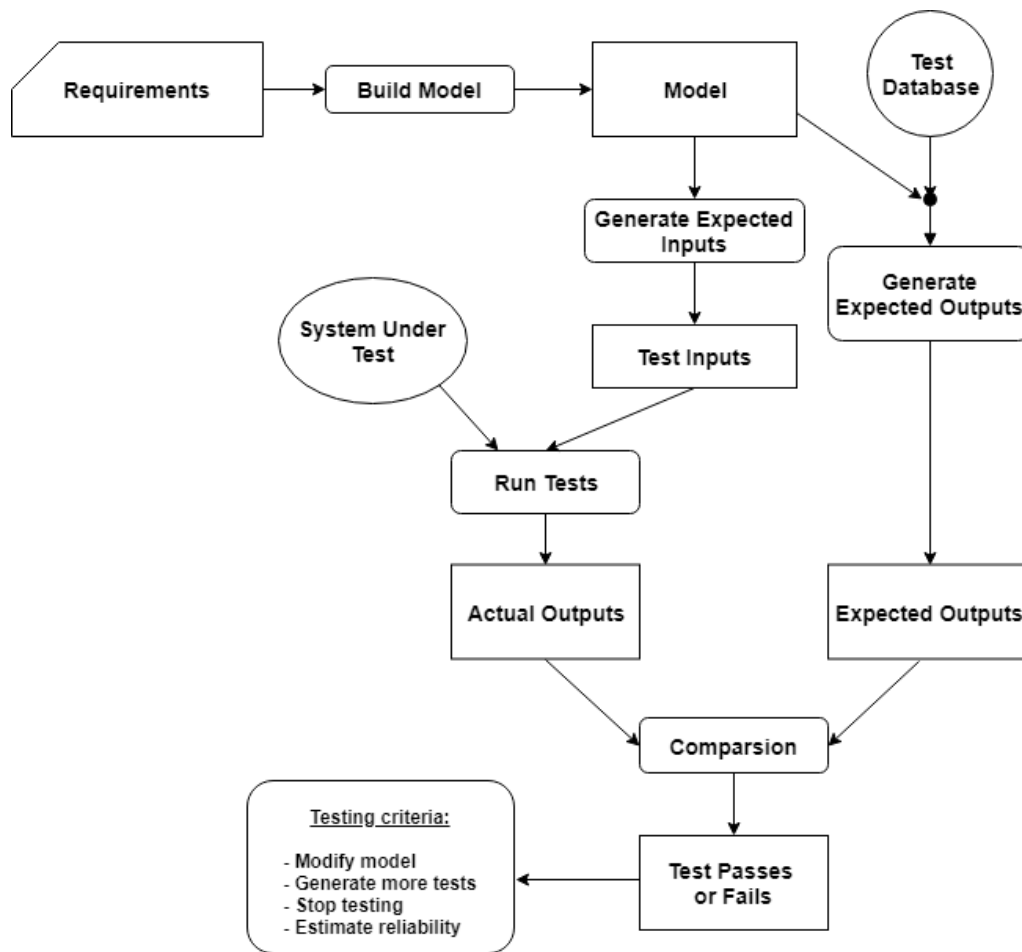 Requirements
Build Model
Model
Test
Database
Generate Expected
Inputs
Generate
Expected Outputs
System Under
Test
Test Inputs
Run Tests
Actual Outputs
Expected Outputs
Comparsion
Testing criteria:
- Modify model
- Generate more tests
- Stop testing
- Estimate reliability
Test Passes
or Fails